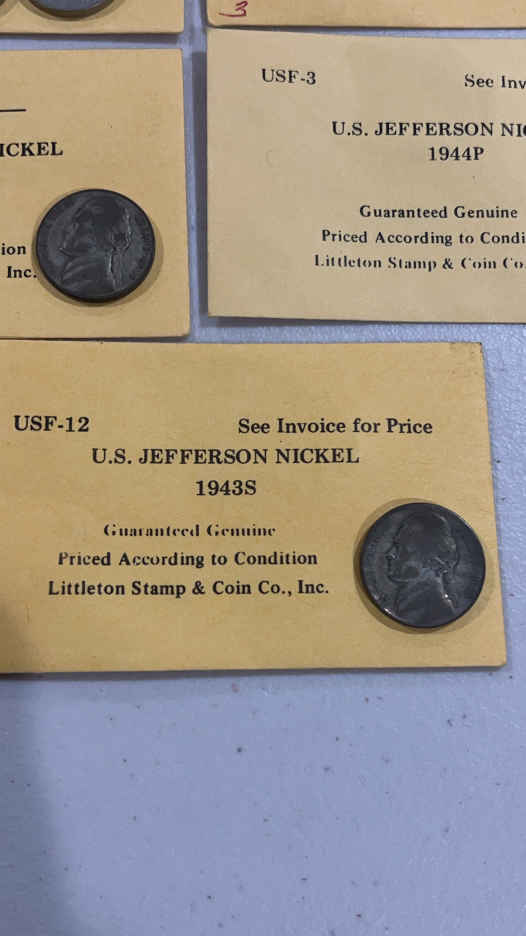 3
ICKEL
ion
Inc.
USF-3 See Inv
U.S. JEFFERSON NI
1944P
Guaranteed Genuine
Priced According to Condi
Littleton Stamp & Coin Co.
USF-12 See Invoice for Price
U.S. JEFFERSON NICKEL
1943S
Guaranteed Genuine
Priced According to Condition
Littleton Stamp & Coin Co., Inc.